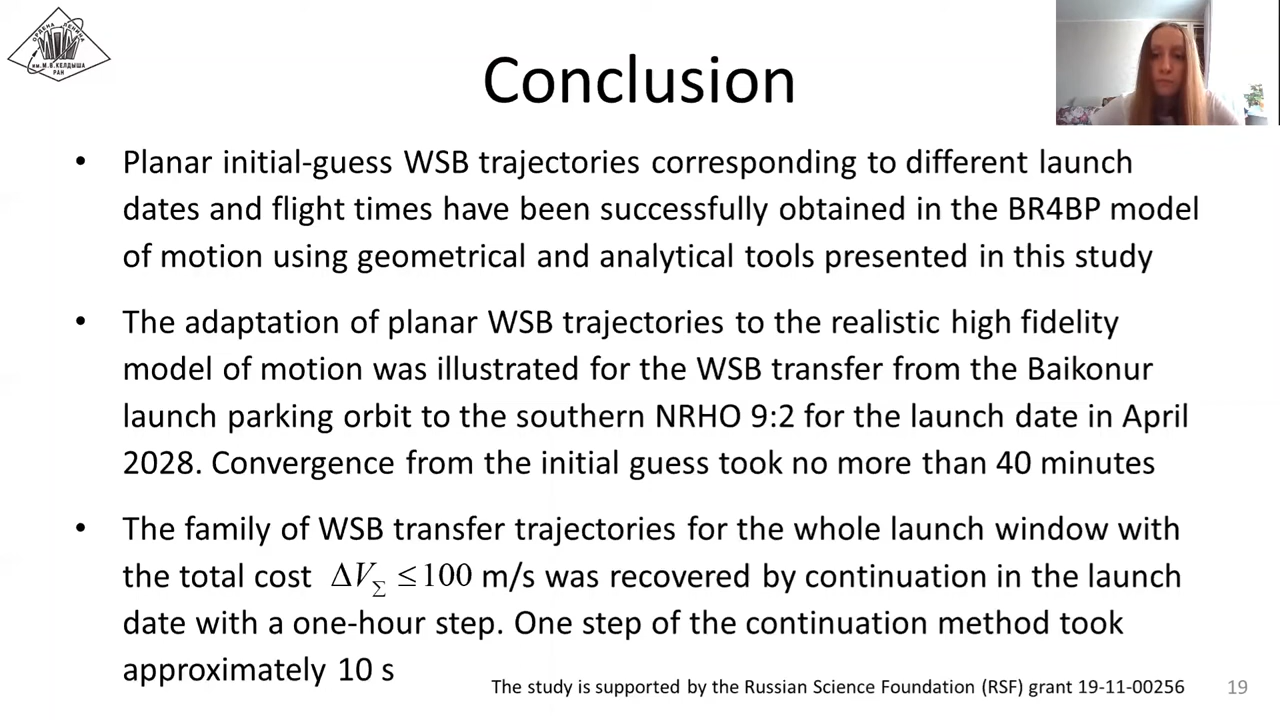 ОРДЕНА ЛЕНИНА
ИМ. М.В.КЕЛДЫША
РАН
Conclusion
• Planar initial-guess WSB trajectories corresponding to different launch
dates and flight times have been successfully obtained in the BR4BP model
of motion using geometrical and analytical tools presented in this study
• The adaptation of planar WSB trajectories to the realistic high fidelity
model of motion was illustrated for the WSB transfer from the Baikonur
launch parking orbit to the southern NRHO 9:2 for the launch date in April
2028. Convergence from the initial guess took no more than 40 minutes
• The family of WSB transfer trajectories for the whole launch window with
the total cost ΔV_Σ ≤ 100 m/s was recovered by continuation in the launch
date with a one-hour step. One step of the continuation method took
approximately 10 s
The study is supported by the Russian Science Foundation (RSF) grant 19-11-00256
19